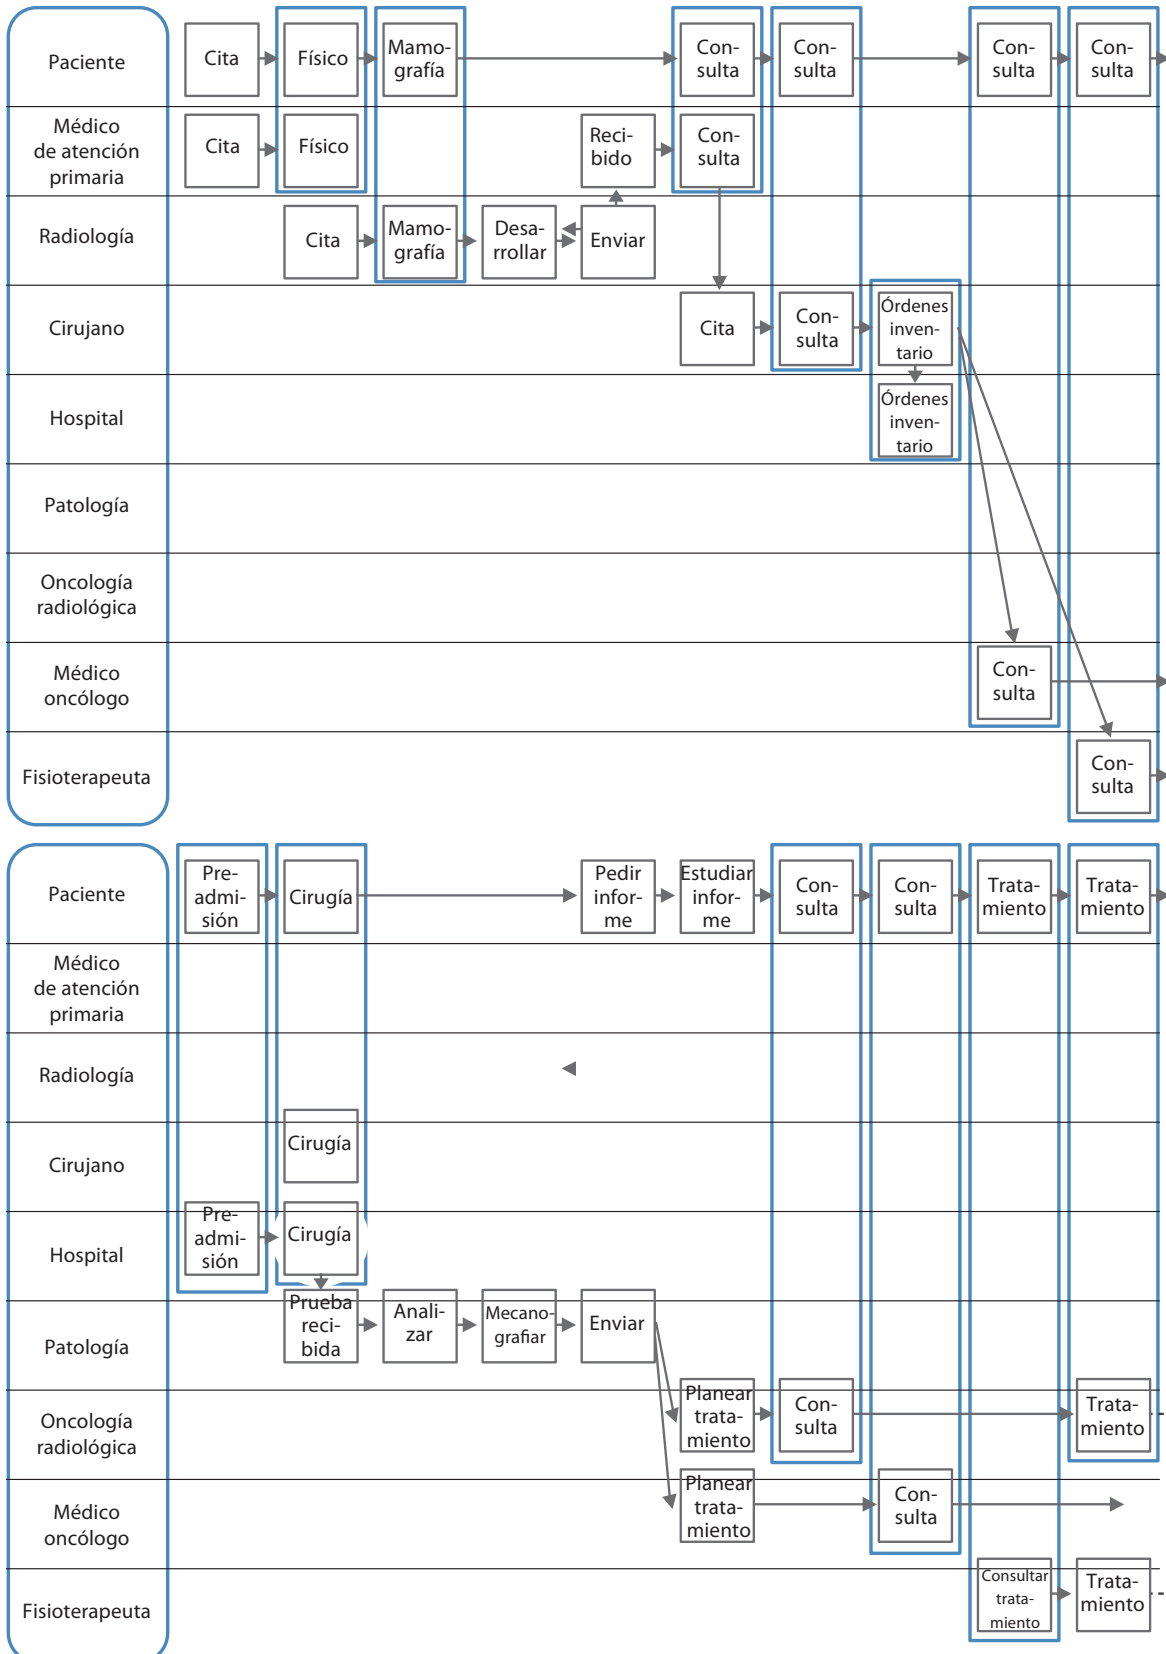 Paciente
Cita
Físico
Mamo-
grafía
Con-
sulta
Con-
sulta
Con-
sulta
Con-
sulta
Médico
de atención
primaria
Cita
Físico
Reci-
bido
Con-
sulta
Radiología
Cita
Mamo-
grafía
Desa-
rrollar
Enviar
Cirujano
Cita
Con-
sulta
Órdenes
inven-
tario
Hospital
Órdenes
inven-
tario
Patología
Oncología
radiológica
Médico
oncólogo
Con-
sulta
Fisioterapeuta
Con-
sulta
Paciente
Pre-
admi-
sión
Cirugía
Pedir
infor-
me
Estudiar
infor-
me
Con-
sulta
Con-
sulta
Trata-
miento
Trata-
miento
Médico
de atención
primaria
Radiología
Cirujano
Cirugía
Hospital
Pre-
admi-
sión
Cirugía
Patología
Prueba
reci-
bida
Anali-
zar
Mecano-
grafiar
Enviar
Oncología
radiológica
Planear
trata-
miento
Con-
sulta
Trata-
miento
Médico
oncólogo
Planear
trata-
miento
Con-
sulta
Fisioterapeuta
Consultar
trata-
miento
Trata-
miento